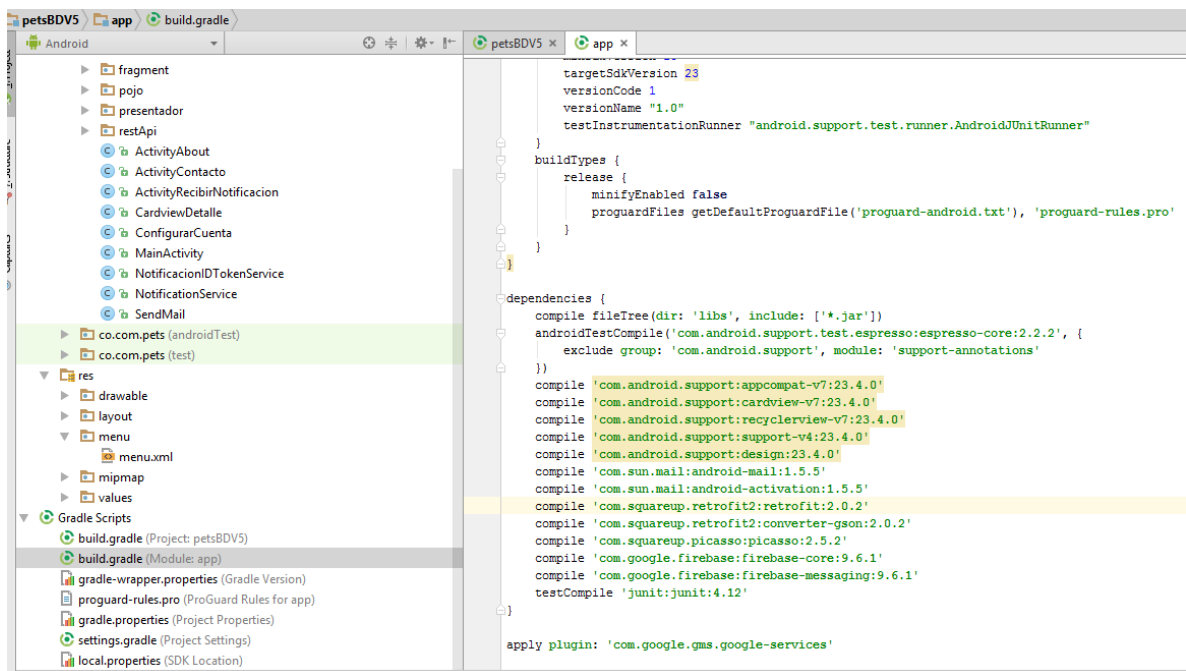 petsBDV5 app build.gradle
Android
petsBDV5 × app ×
fragment
pojo
presentador
restApi
ActivityAbout
ActivityContacto
ActivityRecibirNotificacion
CardviewDetalle
ConfigurarCuenta
MainActivity
NotificacionIDTokenService
NotificationService
SendMail
co.com.pets (androidTest)
co.com.pets (test)
res
drawable
layout
menu
menu.xml
mipmap
values
Gradle Scripts
build.gradle (Project: petsBDV5)
build.gradle (Module: app)
gradle-wrapper.properties (Gradle Version)
proguard-rules.pro (ProGuard Rules for app)
gradle.properties (Project Properties)
settings.gradle (Project Settings)
local.properties (SDK Location)
targetSdkVersion 23
versionCode 1
versionName "1.0"
testInstrumentationRunner "android.support.test.runner.AndroidJUnitRunner"
}
buildTypes {
release {
minifyEnabled false
proguardFiles getDefaultProguardFile('proguard-android.txt'), 'proguard-rules.pro'
}
}
}
dependencies {
compile fileTree(dir: 'libs', include: ['*.jar'])
androidTestCompile('com.android.support.test.espresso:espresso-core:2.2.2', {
exclude group: 'com.android.support', module: 'support-annotations'
})
compile 'com.android.support:appcompat-v7:23.4.0'
compile 'com.android.support:cardview-v7:23.4.0'
compile 'com.android.support:recyclerview-v7:23.4.0'
compile 'com.android.support:support-v4:23.4.0'
compile 'com.android.support:design:23.4.0'
compile 'com.sun.mail:android-mail:1.5.5'
compile 'com.sun.mail:android-activation:1.5.5'
compile 'com.squareup.retrofit2:retrofit:2.0.2'
compile 'com.squareup.retrofit2:converter-gson:2.0.2'
compile 'com.squareup.picasso:picasso:2.5.2'
compile 'com.google.firebase:firebase-core:9.6.1'
compile 'com.google.firebase:firebase-messaging:9.6.1'
testCompile 'junit:junit:4.12'
}
apply plugin: 'com.google.gms.google-services'